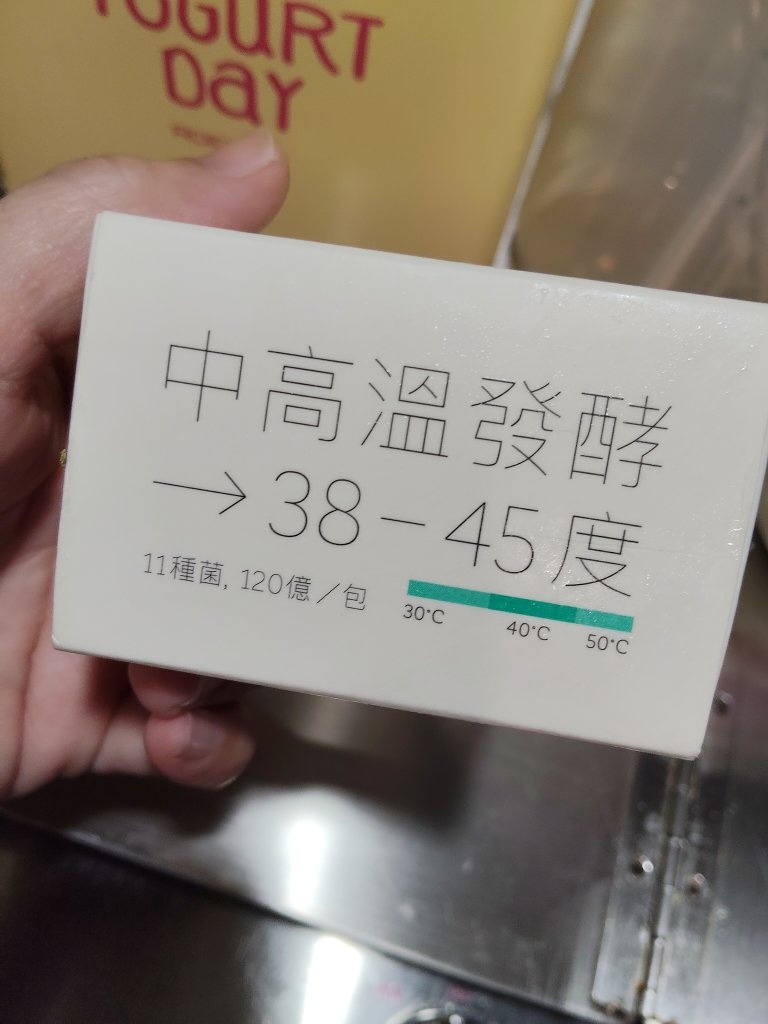 YOGURT
DAY
中高溫發酵
→38-45度
11種菌, 120億/包
30°C 40°C 50°C